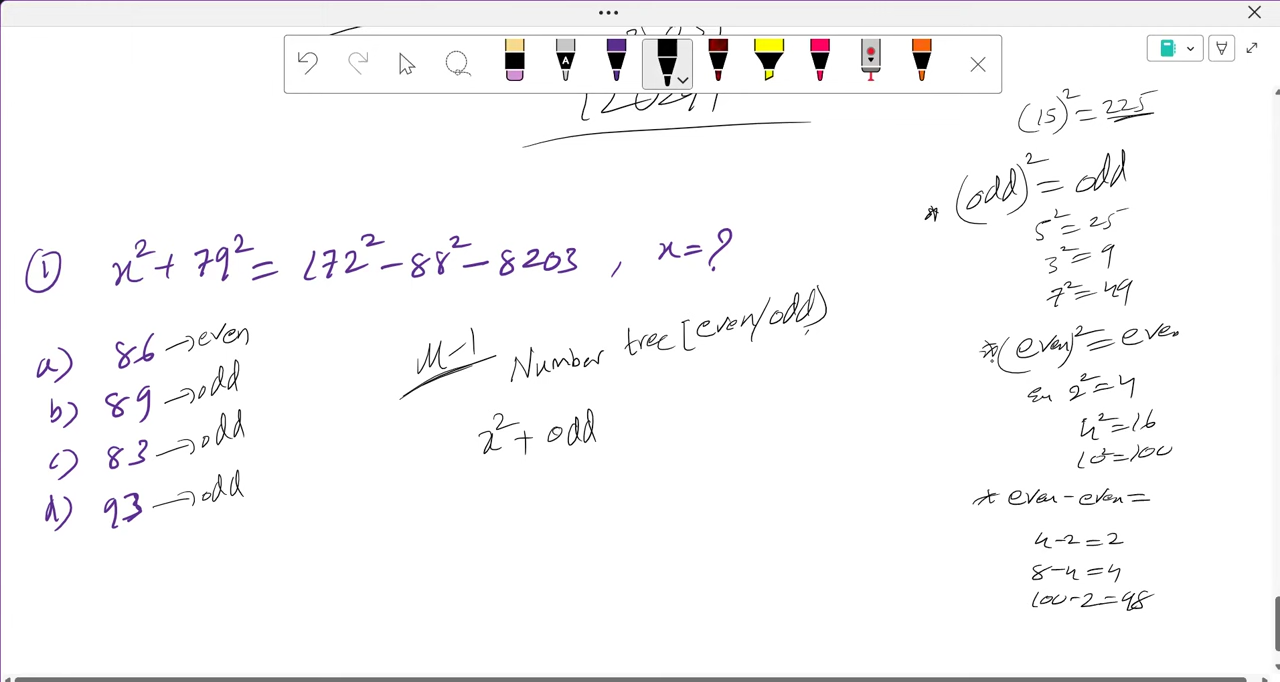 (15)² = 225
* (odd)² = odd
5² = 25
3² = 9
7² = 49
① x² + 79² = 172² - 88² - 8203 , x = ?
a) 86 → even
b) 89 → odd
c) 83 → odd
d) 93 → odd
M-1 Number tree [even/odd)
x² + odd
* (even)² = even
Ex 2² = 4
4² = 16
10² = 100
* even - even =
4 - 2 = 2
8 - 4 = 4
100 - 2 = 98